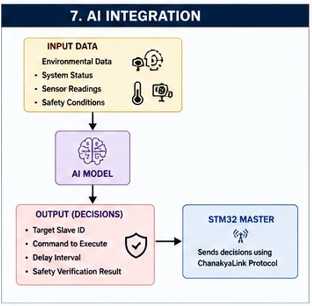 7. AI INTEGRATION
INPUT DATA
Environmental Data
• System Status
• Sensor Readings
• Safety Conditions
AI MODEL
OUTPUT (DECISIONS)
• Target Slave ID
• Command to Execute
• Delay Interval
• Safety Verification Result
STM32 MASTER
Sends decisions using
ChanakyaLink Protocol